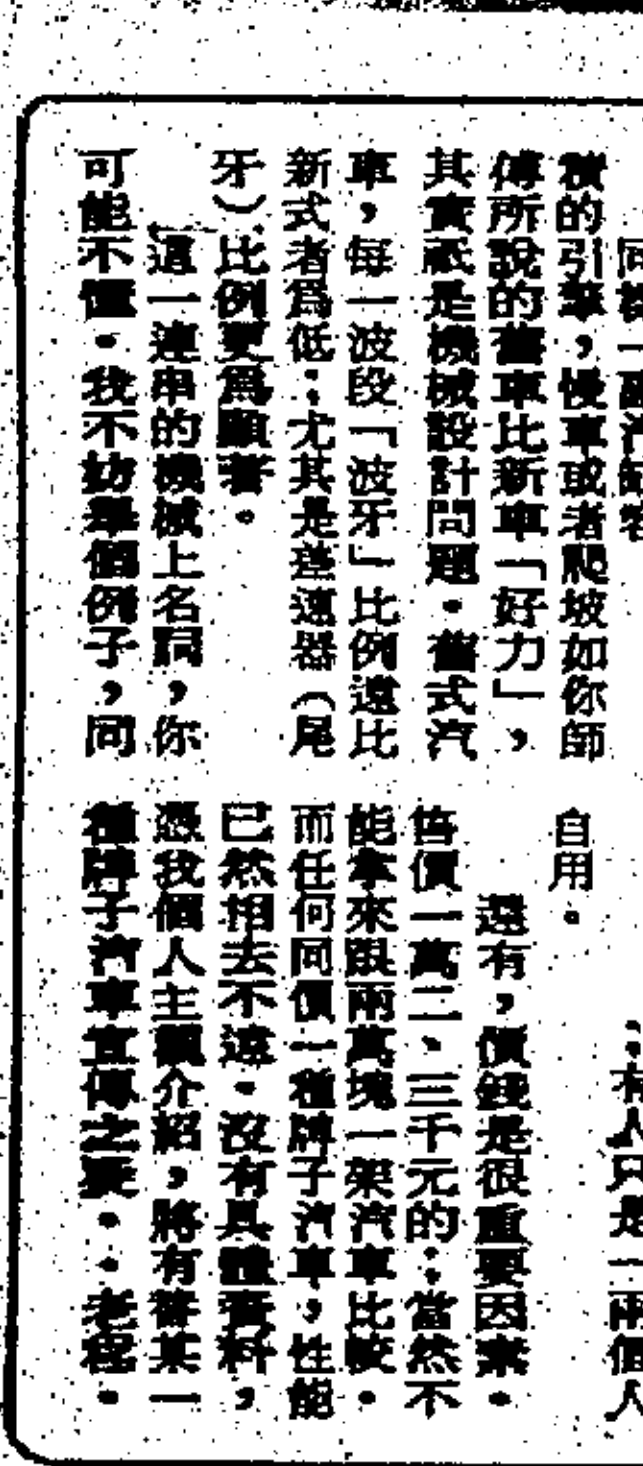 同為一
積的引擎，慢車或者爬坡如你師
傅所說的舊車比新車「好力」，
其實祇是機械設計問題。舊式汽
車，每一波段「波牙」比例遠比
新式者為低；尤其是差速器（尾
牙）比例更為顯著。
這一連串的機械上名詞，你
可能不懂。我不妨舉個例子，同
：有人只是一兩個人
自用。
還有，價錢是很重要因素。
售價一萬二、三千元的；當然不
能拿來跟兩萬塊一架汽車比較。
而任何同價一種牌子汽車，性能
已然相去不遠。沒有具體資料，
憑我個人主觀介紹，將有替某一
種牌子汽車宣傳之嫌。：老程。